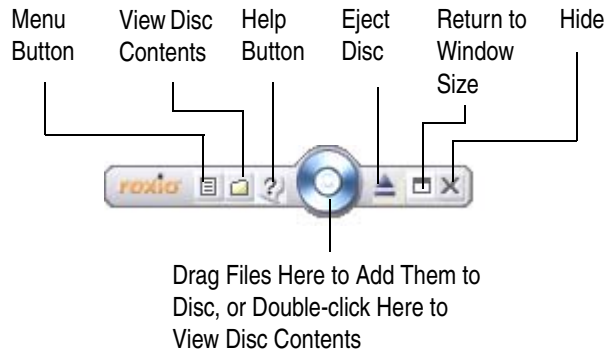 Menu
Button
View Disc
Contents
Help
Button
Eject
Disc
Return to
Window
Size
Hide
roxio
?
Drag Files Here to Add Them to
Disc, or Double-click Here to
View Disc Contents